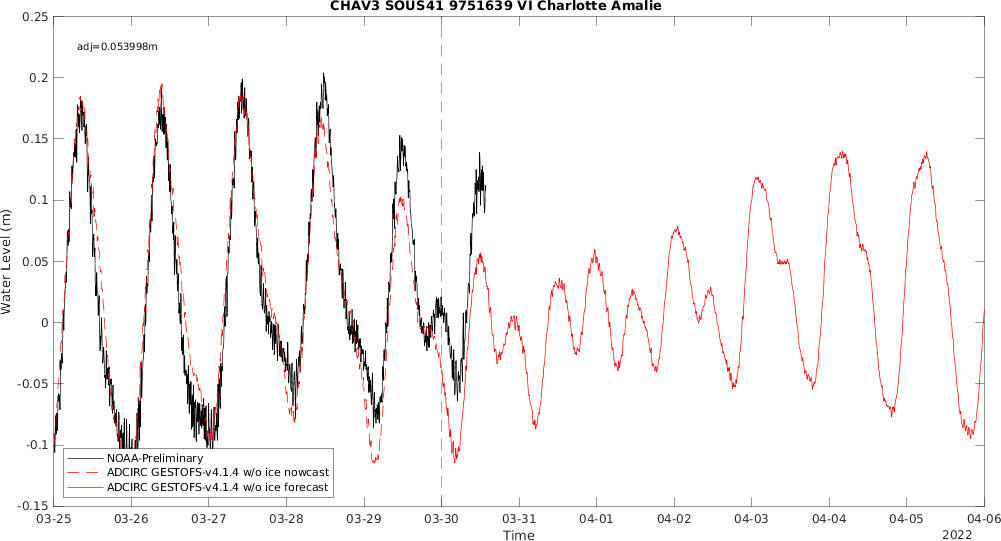 CHAV3 SOUS41 9751639 VI Charlotte Amalie
adj=0.053998m
0.25
0.2
0.15
0.1
0.05
0
-0.05
-0.1
-0.15
Water Level (m)
NOAA-Preliminary
ADCIRC GESTOFS-v4.1.4 w/o ice nowcast
ADCIRC GESTOFS-v4.1.4 w/o ice forecast
03-25 03-26 03-27 03-28 03-29 03-30 03-31 04-01 04-02 04-03 04-04 04-05 04-06
Time
2022